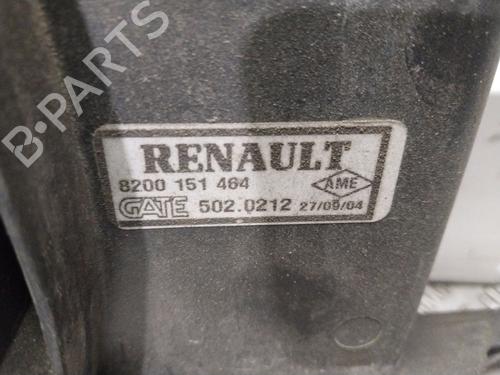 B-PARTS
RENAULT
8200 151 464
AME
GATE 502.0212 27/09/04